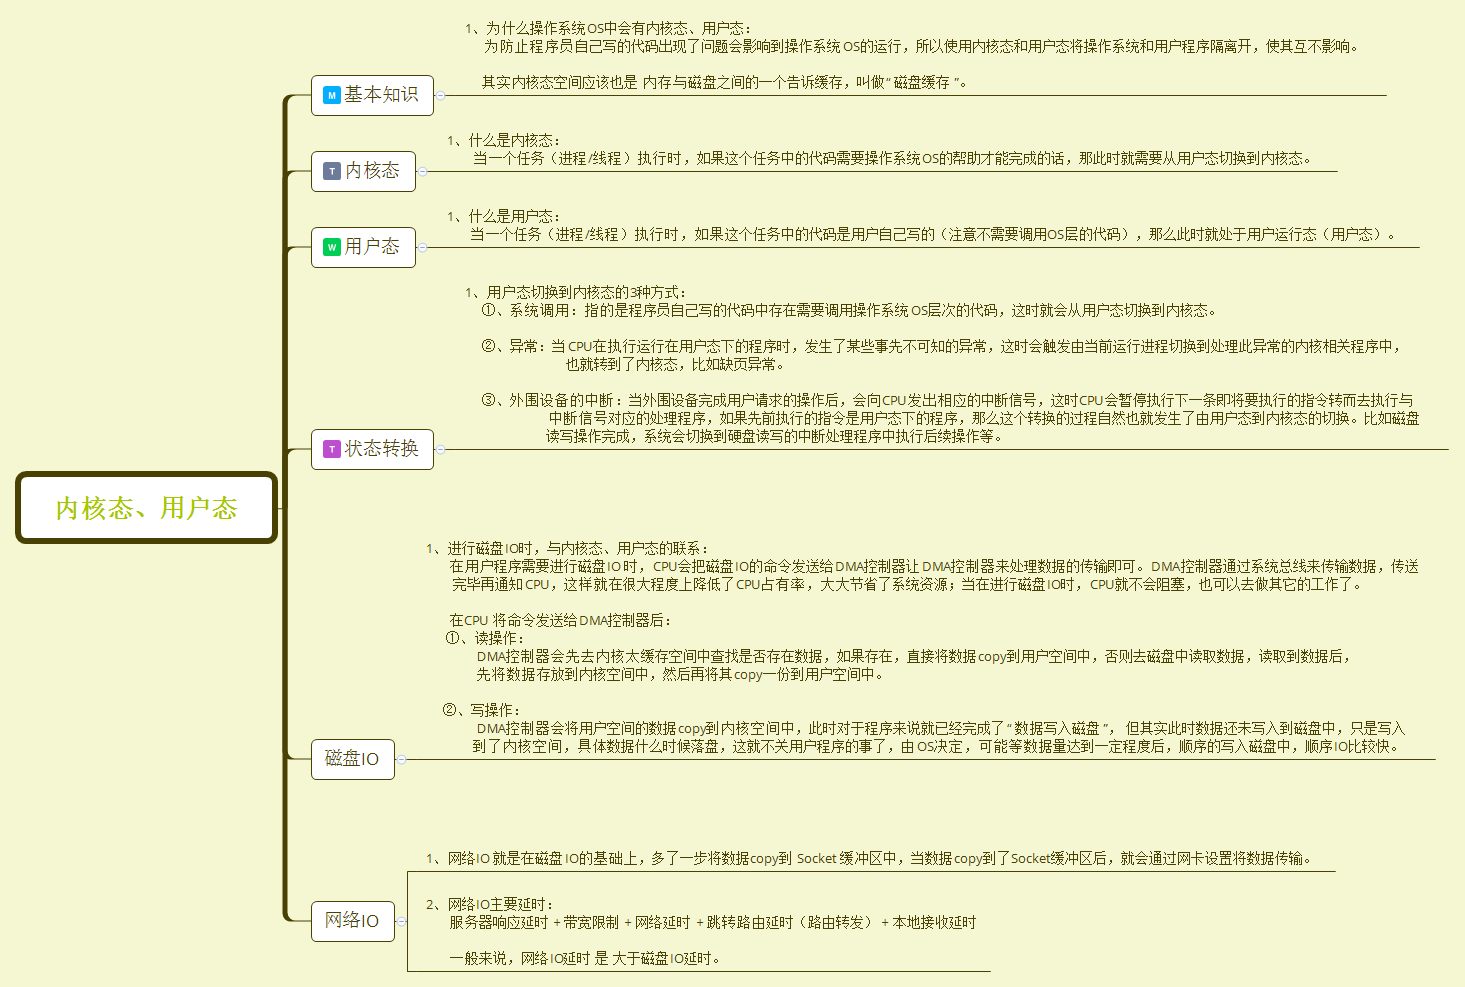 内核态、用户态
M 基本知识
1、为什么操作系统OS中会有内核态、用户态：
为防止程序员自己写的代码出现了问题会影响到操作系统OS的运行，所以使用内核态和用户态将操作系统和用户程序隔离开，使其互不影响。
其实内核态空间应该也是 内存与磁盘之间的一个告诉缓存，叫做“ 磁盘缓存 ”。
T 内核态
1、什么是内核态：
当一个任务（进程/线程）执行时，如果这个任务中的代码需要操作系统OS的帮助才能完成的话，那此时就需要从用户态切换到内核态。
W 用户态
1、什么是用户态：
当一个任务（进程/线程）执行时，如果这个任务中的代码是用户自己写的（注意不需要调用OS层的代码），那么此时就处于用户运行态（用户态）。
T 状态转换
1、用户态切换到内核态的3种方式：
①、系统调用：指的是程序员自己写的代码中存在需要调用操作系统OS层次的代码，这时就会从用户态切换到内核态。
②、异常：当CPU在执行运行在用户态下的程序时，发生了某些事先不可知的异常，这时会触发由当前运行进程切换到处理此异常的内核相关程序中，
也就转到了内核态，比如缺页异常。
③、外围设备的中断：当外围设备完成用户请求的操作后，会向CPU发出相应的中断信号，这时CPU会暂停执行下一条即将要执行的指令转而去执行与
中断信号对应的处理程序，如果先前执行的指令是用户态下的程序，那么这个转换的过程自然也就发生了由用户态到内核态的切换。比如磁盘
读写操作完成，系统会切换到硬盘读写的中断处理程序中执行后续操作等。
磁盘IO
1、进行磁盘IO时，与内核态、用户态的联系：
在用户程序需要进行磁盘IO时，CPU会把磁盘IO的命令发送给DMA控制器让DMA控制器来处理数据的传输即可。DMA控制器通过系统总线来传输数据，传送
完毕再通知CPU，这样就在很大程度上降低了CPU占有率，大大节省了系统资源；当在进行磁盘IO时，CPU就不会阻塞，也可以去做其它的工作了。
在CPU 将命令发送给DMA控制器后：
①、读操作：
DMA控制器会先去内核太缓存空间中查找是否存在数据，如果存在，直接将数据copy到用户空间中，否则去磁盘中读取数据，读取到数据后，
先将数据存放到内核空间中，然后再将其copy一份到用户空间中。
②、写操作：
DMA控制器会将用户空间的数据copy到内核空间中，此时对于程序来说就已经完成了“ 数据写入磁盘 ”， 但其实此时数据还未写入到磁盘中，只是写入
到了内核空间，具体数据什么时候落盘，这就不关用户程序的事了，由OS决定，可能等数据量达到一定程度后，顺序的写入磁盘中，顺序IO比较快。
网络IO
1、网络IO 就是在磁盘IO的基础上，多了一步将数据copy到 Socket 缓冲区中，当数据copy到了Socket缓冲区后，就会通过网卡设置将数据传输。
2、网络IO主要延时：
服务器响应延时 + 带宽限制 + 网络延时 + 跳转路由延时（路由转发） + 本地接收延时
一般来说，网络IO延时 是 大于磁盘IO延时。